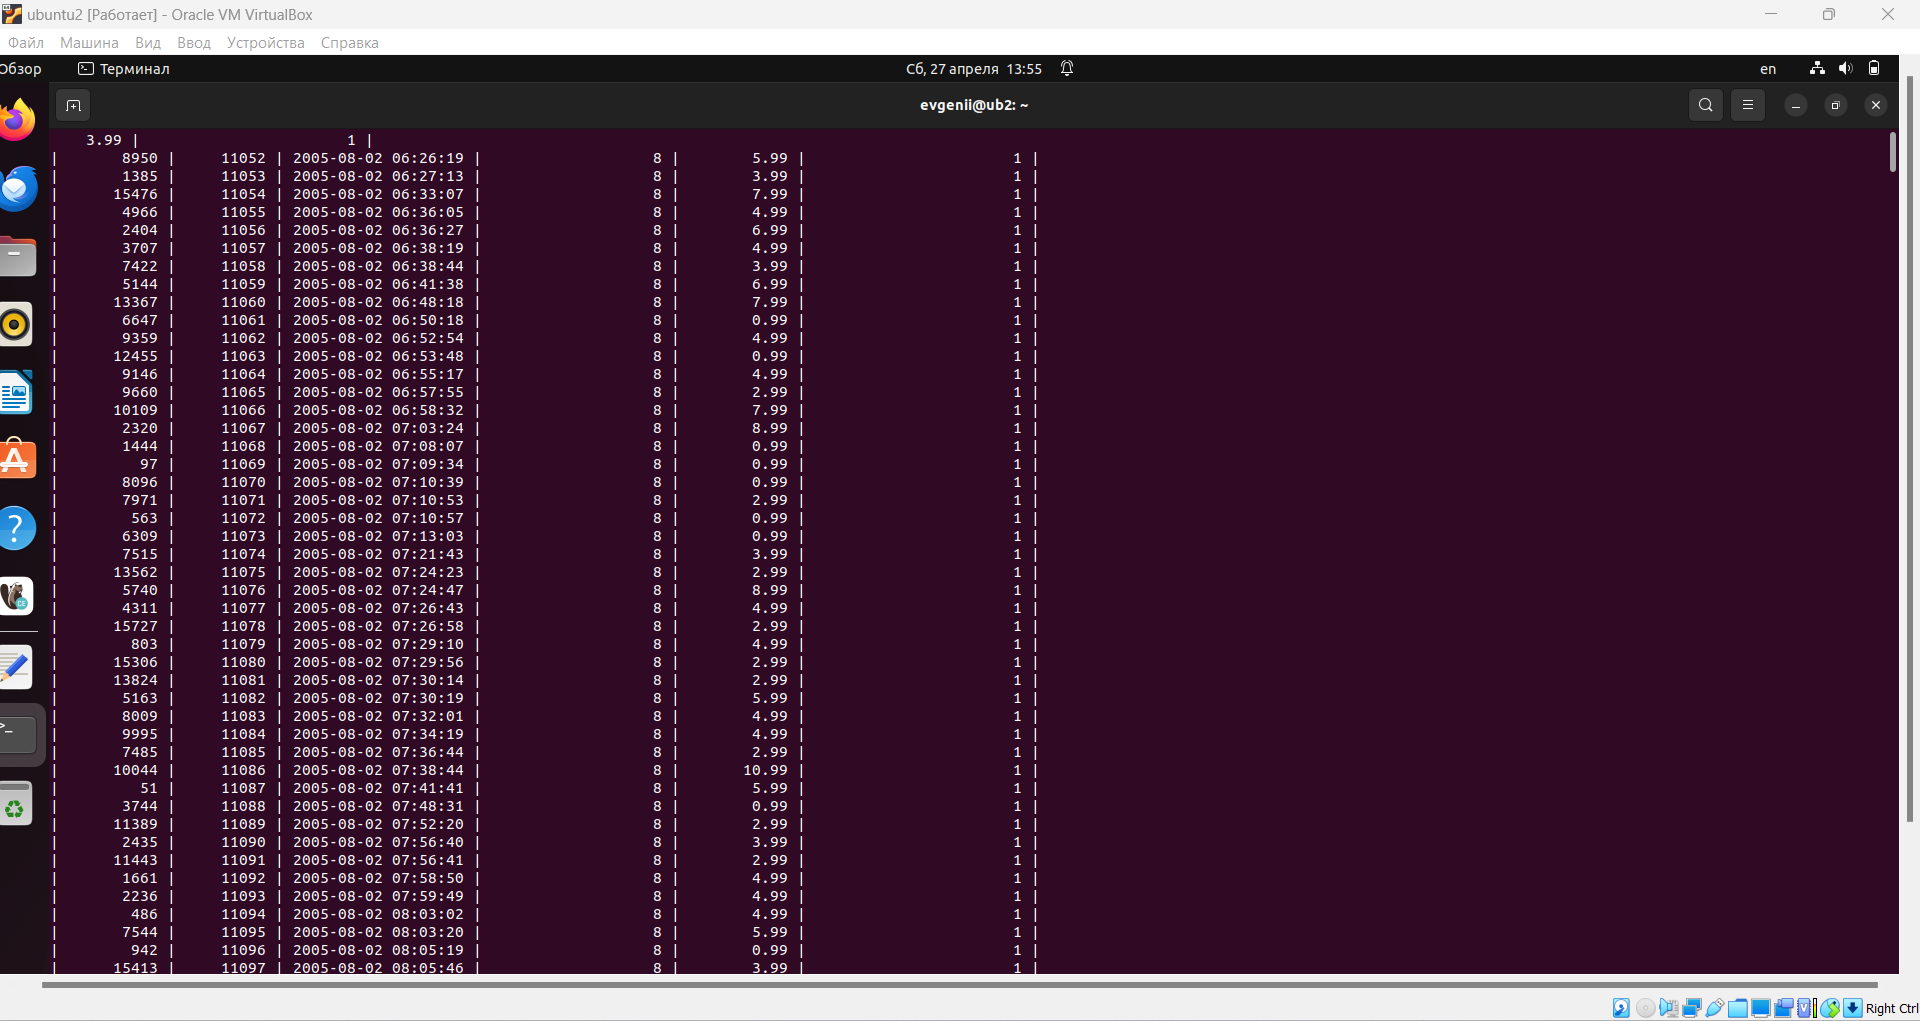 ubuntu2 [Работает] - Oracle VM VirtualBox
Файл Машина Вид Ввод Устройства Справка
Обзор Терминал Сб, 27 апреля 13:55 en
evgenii@ub2: ~
3.99 | 1 |
| 8950 | 11052 | 2005-08-02 06:26:19 | 8 | 5.99 | 1 |
| 1385 | 11053 | 2005-08-02 06:27:13 | 8 | 3.99 | 1 |
| 15476 | 11054 | 2005-08-02 06:33:07 | 8 | 7.99 | 1 |
| 4966 | 11055 | 2005-08-02 06:36:05 | 8 | 4.99 | 1 |
| 2404 | 11056 | 2005-08-02 06:36:27 | 8 | 6.99 | 1 |
| 3707 | 11057 | 2005-08-02 06:38:19 | 8 | 4.99 | 1 |
| 7422 | 11058 | 2005-08-02 06:38:44 | 8 | 3.99 | 1 |
| 5144 | 11059 | 2005-08-02 06:41:38 | 8 | 6.99 | 1 |
| 13367 | 11060 | 2005-08-02 06:48:18 | 8 | 7.99 | 1 |
| 6647 | 11061 | 2005-08-02 06:50:18 | 8 | 0.99 | 1 |
| 9359 | 11062 | 2005-08-02 06:52:54 | 8 | 4.99 | 1 |
| 12455 | 11063 | 2005-08-02 06:53:48 | 8 | 0.99 | 1 |
| 9146 | 11064 | 2005-08-02 06:55:17 | 8 | 4.99 | 1 |
| 9660 | 11065 | 2005-08-02 06:57:55 | 8 | 2.99 | 1 |
| 10109 | 11066 | 2005-08-02 06:58:32 | 8 | 7.99 | 1 |
| 2320 | 11067 | 2005-08-02 07:03:24 | 8 | 8.99 | 1 |
| 1444 | 11068 | 2005-08-02 07:08:07 | 8 | 0.99 | 1 |
| 97 | 11069 | 2005-08-02 07:09:34 | 8 | 0.99 | 1 |
| 8096 | 11070 | 2005-08-02 07:10:39 | 8 | 0.99 | 1 |
| 7971 | 11071 | 2005-08-02 07:10:53 | 8 | 2.99 | 1 |
| 563 | 11072 | 2005-08-02 07:10:57 | 8 | 0.99 | 1 |
| 6309 | 11073 | 2005-08-02 07:13:03 | 8 | 0.99 | 1 |
| 7515 | 11074 | 2005-08-02 07:21:43 | 8 | 3.99 | 1 |
| 13562 | 11075 | 2005-08-02 07:24:23 | 8 | 2.99 | 1 |
| 5740 | 11076 | 2005-08-02 07:24:47 | 8 | 8.99 | 1 |
| 4311 | 11077 | 2005-08-02 07:26:43 | 8 | 4.99 | 1 |
| 15727 | 11078 | 2005-08-02 07:26:58 | 8 | 2.99 | 1 |
| 803 | 11079 | 2005-08-02 07:29:10 | 8 | 4.99 | 1 |
| 15306 | 11080 | 2005-08-02 07:29:56 | 8 | 2.99 | 1 |
| 13824 | 11081 | 2005-08-02 07:30:14 | 8 | 2.99 | 1 |
| 5163 | 11082 | 2005-08-02 07:30:19 | 8 | 5.99 | 1 |
| 8009 | 11083 | 2005-08-02 07:32:01 | 8 | 4.99 | 1 |
| 9995 | 11084 | 2005-08-02 07:34:19 | 8 | 4.99 | 1 |
| 7485 | 11085 | 2005-08-02 07:36:44 | 8 | 2.99 | 1 |
| 10044 | 11086 | 2005-08-02 07:38:44 | 8 | 10.99 | 1 |
| 51 | 11087 | 2005-08-02 07:41:41 | 8 | 5.99 | 1 |
| 3744 | 11088 | 2005-08-02 07:48:31 | 8 | 0.99 | 1 |
| 11389 | 11089 | 2005-08-02 07:52:20 | 8 | 2.99 | 1 |
| 2435 | 11090 | 2005-08-02 07:56:40 | 8 | 3.99 | 1 |
| 11443 | 11091 | 2005-08-02 07:56:41 | 8 | 2.99 | 1 |
| 1661 | 11092 | 2005-08-02 07:58:50 | 8 | 4.99 | 1 |
| 2236 | 11093 | 2005-08-02 07:59:49 | 8 | 4.99 | 1 |
| 486 | 11094 | 2005-08-02 08:03:02 | 8 | 4.99 | 1 |
| 7544 | 11095 | 2005-08-02 08:03:20 | 8 | 5.99 | 1 |
| 942 | 11096 | 2005-08-02 08:05:19 | 8 | 0.99 | 1 |
| 15413 | 11097 | 2005-08-02 08:05:46 | 8 | 3.99 | 1 |
Right Ctrl